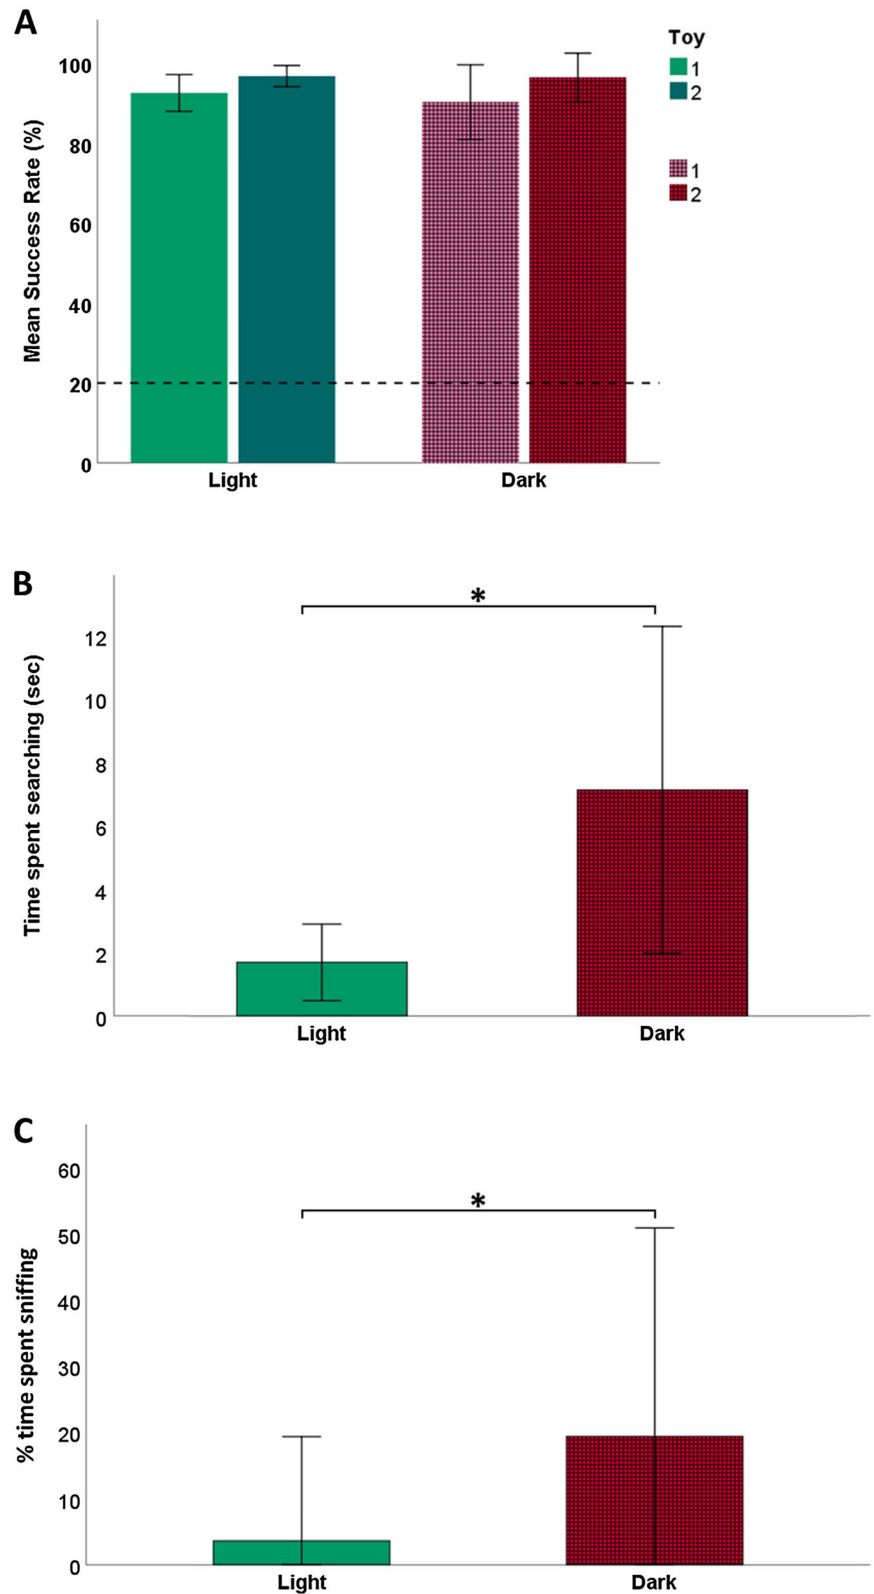 A
Toy
1
2
1
2
Mean Success Rate (%)
100
80
60
40
20
0
Light Dark
B
*
Time spent searching (sec)
12
10
8
6
4
2
0
Light Dark
C
*
% time spent sniffing
60
50
40
30
20
10
0
Light Dark